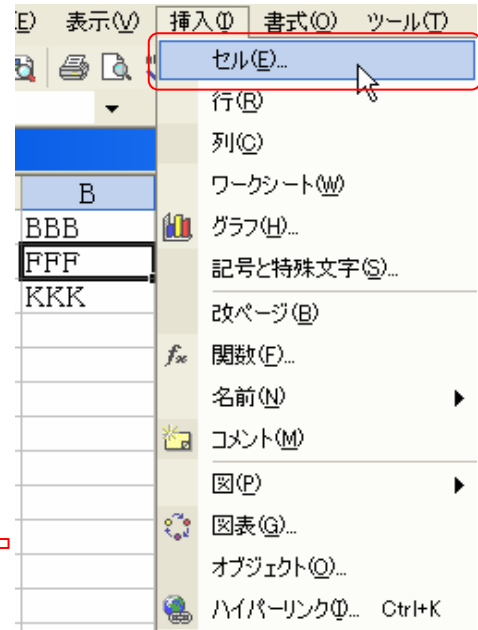 E) 表示(V) 挿入(I) 書式(O) ツール(T)
セル(E)...
行(R)
列(C)
B
ワークシート(W)
BBB
グラフ(H)...
FFF
記号と特殊文字(S)...
KKK
改ページ(B)
fx 関数(F)...
名前(N)
コメント(M)
図(P)
図表(G)...
オブジェクト(O)...
ハイパーリンク(I)... Ctrl+K